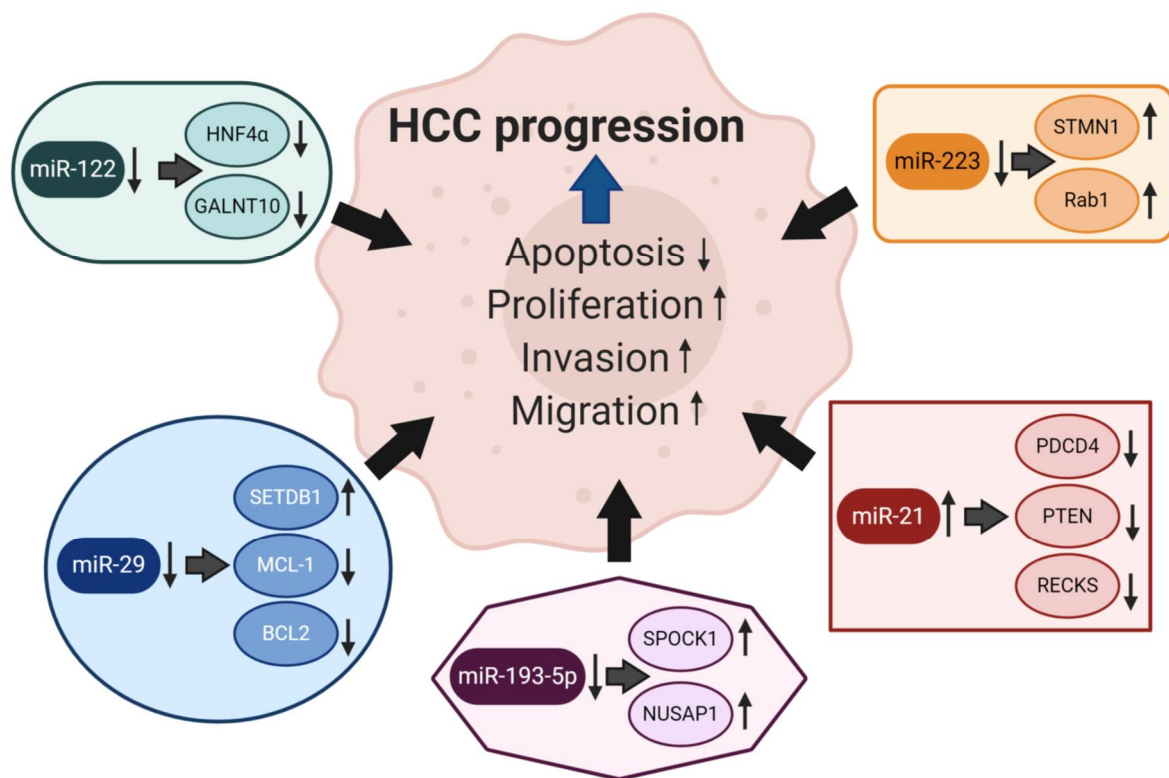 HCC progression
Apoptosis ↓
Proliferation ↑
Invasion ↑
Migration ↑
miR-122 ↓
HNF4α ↓
GALNT10 ↓
miR-223 ↓
STMN1 ↑
Rab1 ↑
miR-29 ↓
SETDB1 ↑
MCL-1 ↓
BCL2 ↓
miR-193-5p ↓
SPOCK1 ↑
NUSAP1 ↑
miR-21 ↑
PDCD4 ↓
PTEN ↓
RECKS ↓